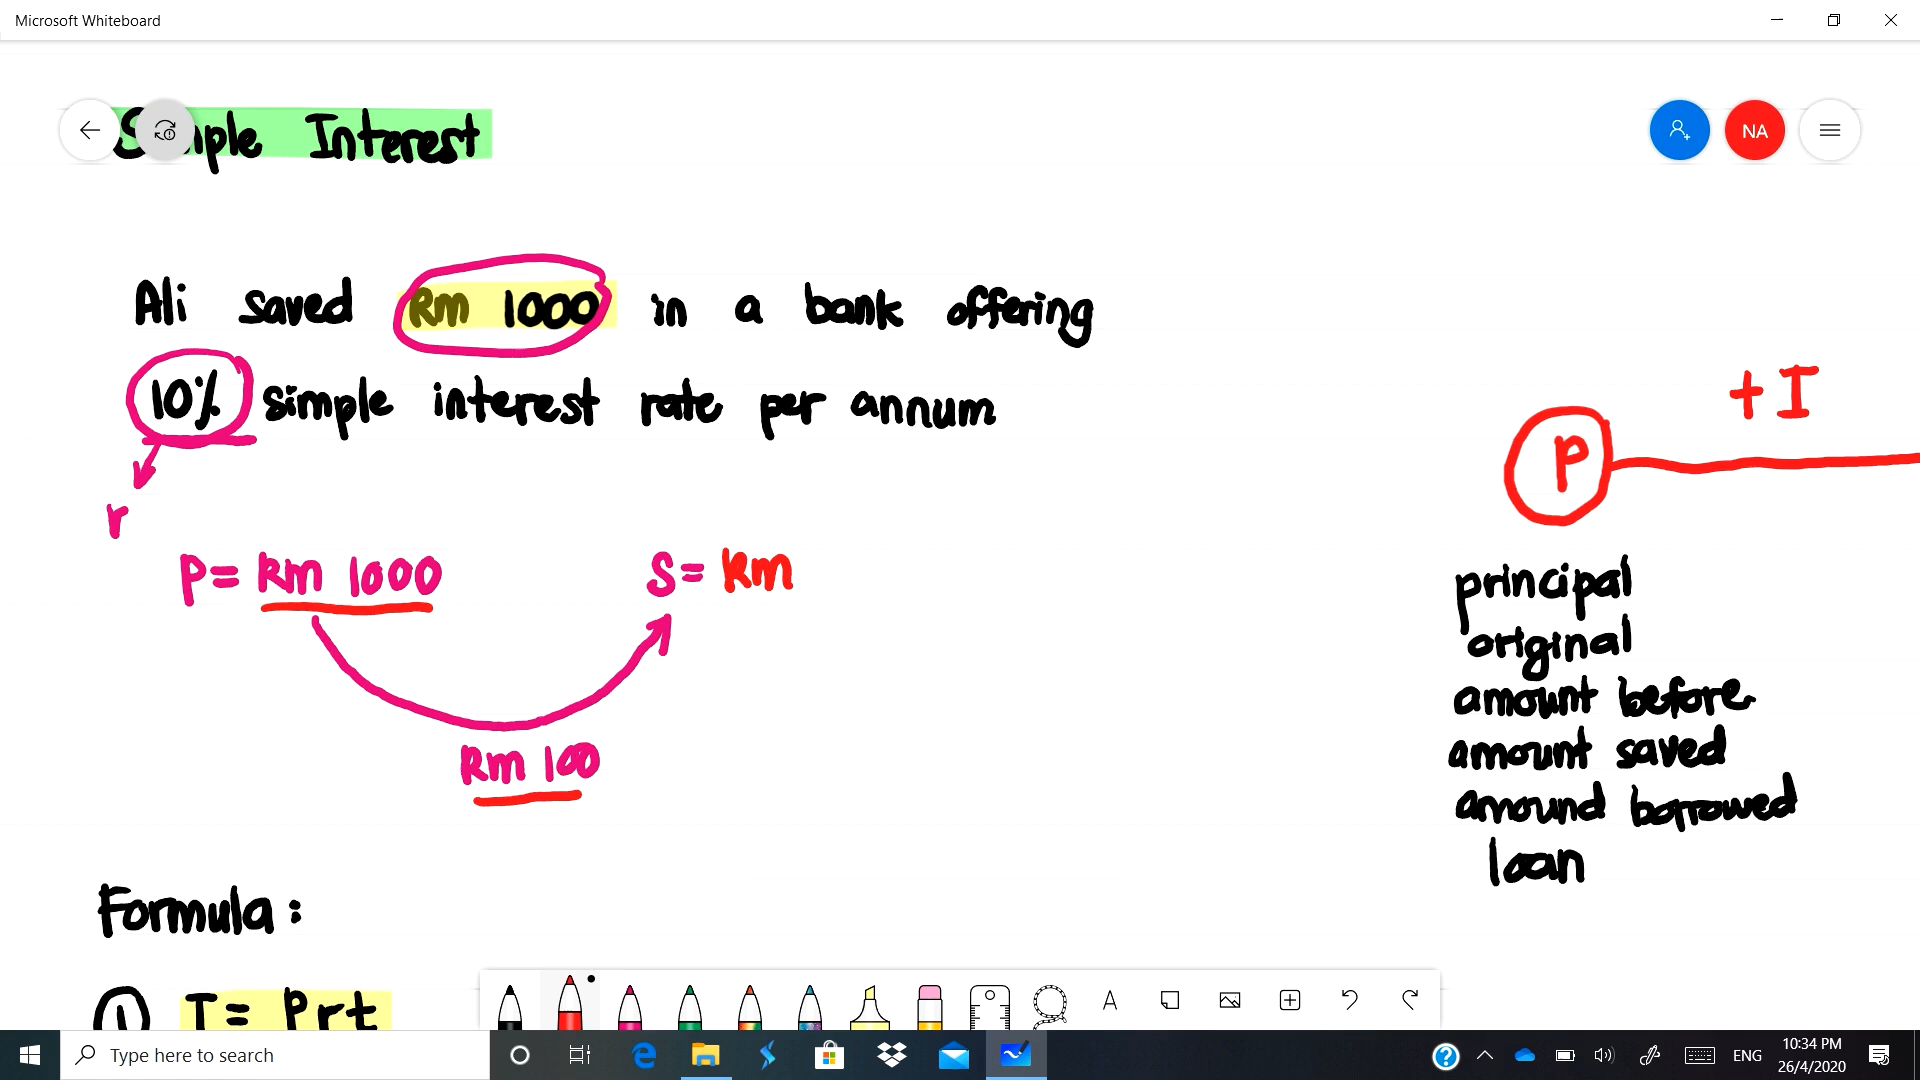 Microsoft Whiteboard
Simple Interest
NA
Ali saved Rm 1000 in a bank offering
10% simple interest rate per annum
r
P = Rm 1000
S = Rm
Rm 100
+ I
P
principal
original
amount before
amount saved
amound borrowed
loan
Formula :
① I = Prt
A
Type here to search
ENG
10:34 PM
26/4/2020